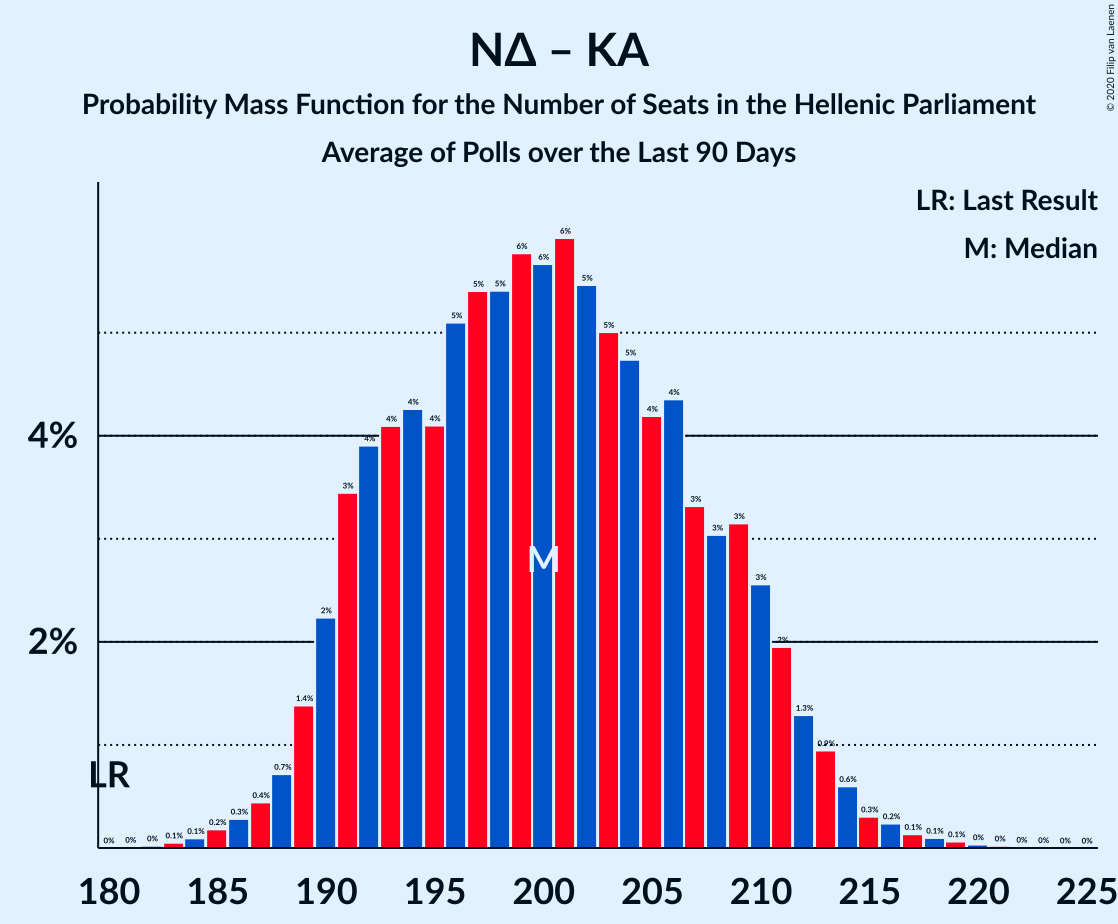 © 2020 Filip van Laenen
ΝΔ – ΚΑ
Probability Mass Function for the Number of Seats in the Hellenic Parliament
Average of Polls over the Last 90 Days
LR: Last Result
M: Median
4%
2%
LR
M
0% 0% 0% 0.1% 0.1% 0.2% 0.3% 0.4% 0.7% 1.4% 2% 3% 4% 4% 4% 4% 5% 5% 5% 6% 6% 6% 5% 5% 5% 4% 4% 3% 3% 3% 3% 2% 1.3% 0.9% 0.6% 0.3% 0.2% 0.1% 0.1% 0.1% 0% 0% 0% 0% 0% 0%
180 185 190 195 200 205 210 215 220 225